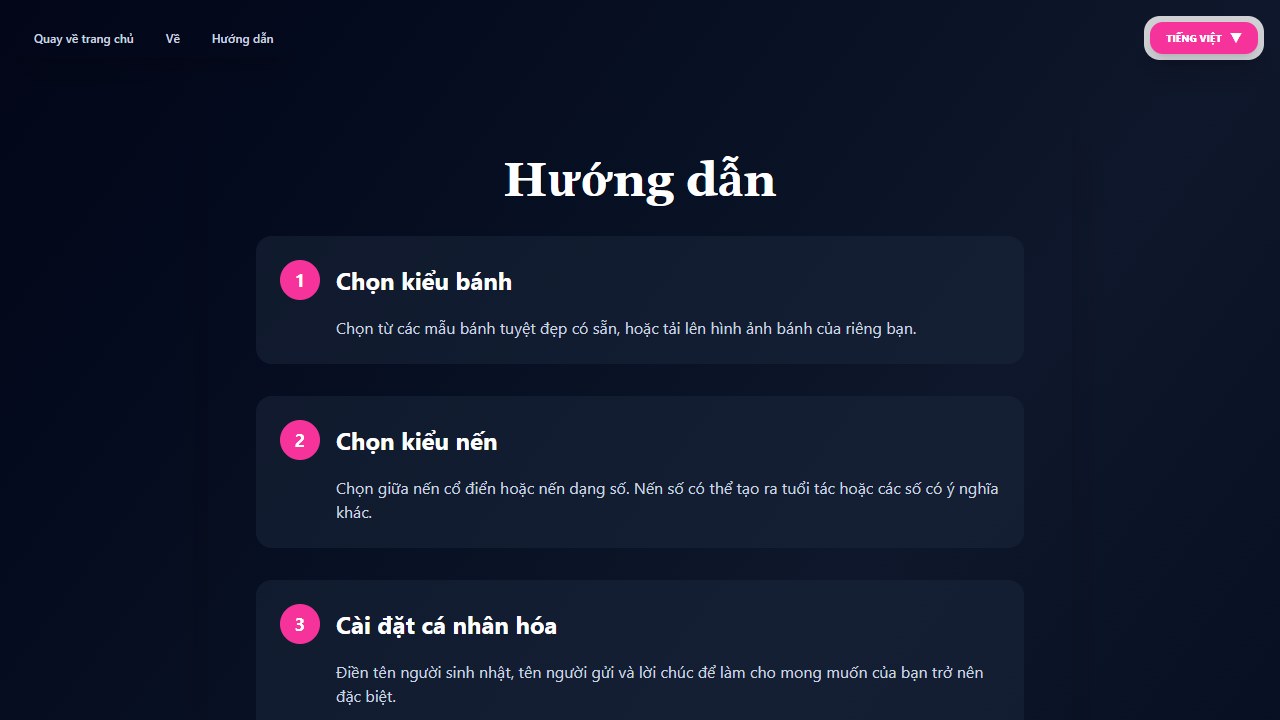 Quay về trang chủ
Về
Hướng dẫn
TIẾNG VIỆT ▼
Hướng dẫn
1
Chọn kiểu bánh
Chọn từ các mẫu bánh tuyệt đẹp có sẵn, hoặc tải lên hình ảnh bánh của riêng bạn.
2
Chọn kiểu nến
Chọn giữa nến cổ điển hoặc nến dạng số. Nến số có thể tạo ra tuổi tác hoặc các số có ý nghĩa
khác.
3
Cài đặt cá nhân hóa
Điền tên người sinh nhật, tên người gửi và lời chúc để làm cho mong muốn của bạn trở nên
đặc biệt.